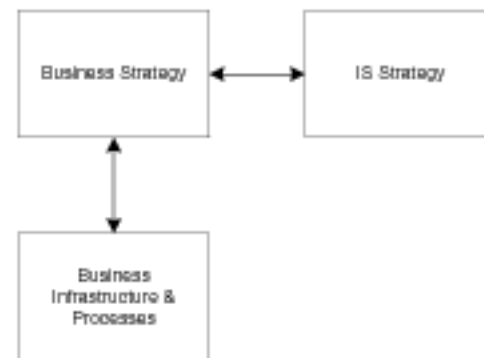 Business Strategy
IS Strategy
Business
Infrastructure &
Processes